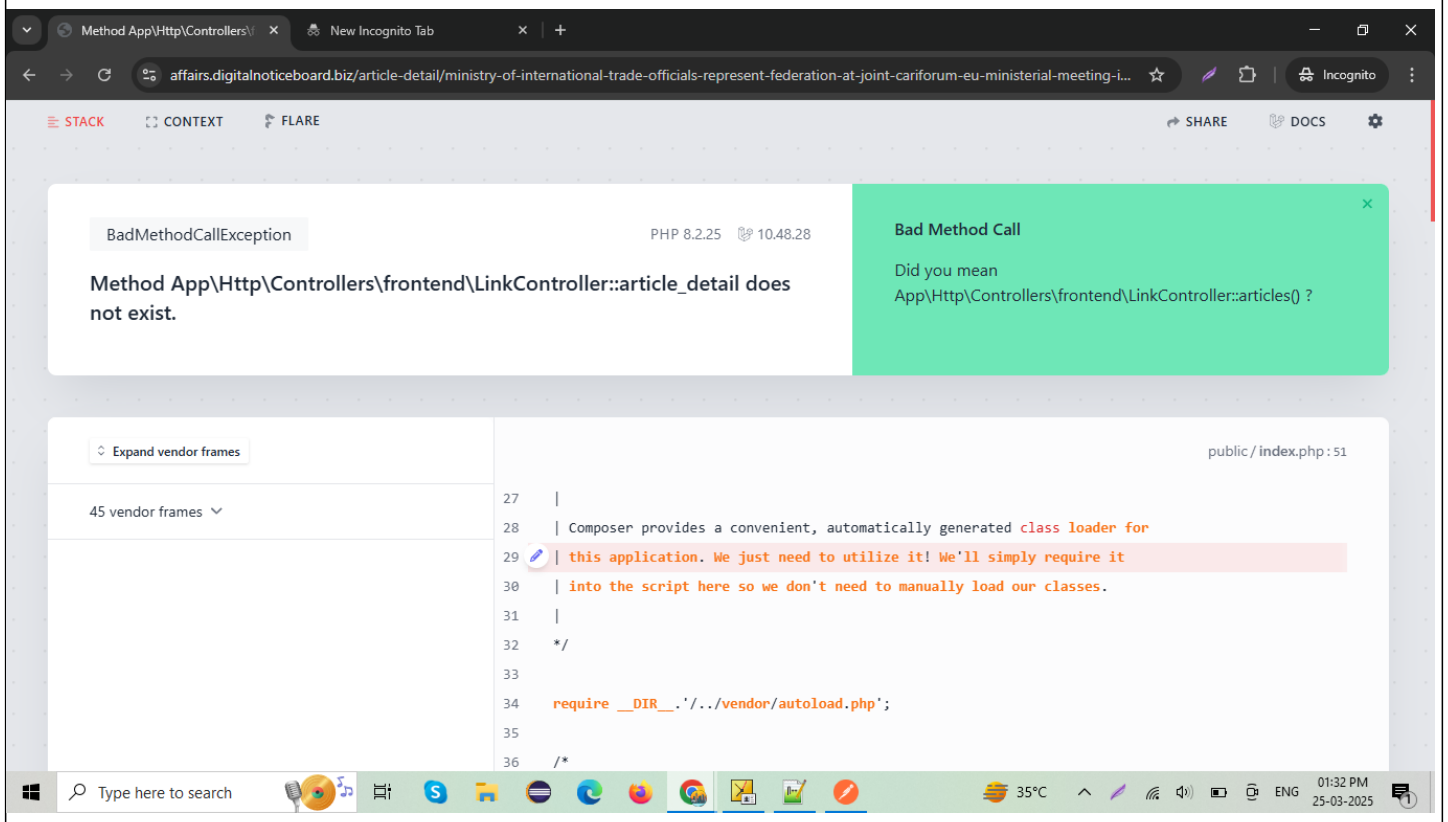 Method App\Http\Controllers\f
New Incognito Tab
affairs.digitalnoticeboard.biz/article-detail/ministry-of-international-trade-officials-represent-federation-at-joint-cariforum-eu-ministerial-meeting-i...
Incognito
STACK CONTEXT FLARE SHARE DOCS
BadMethodCallException PHP 8.2.25 10.48.28
Method App\Http\Controllers\frontend\LinkController::article_detail does
not exist.
Bad Method Call
Did you mean
App\Http\Controllers\frontend\LinkController::articles() ?
Expand vendor frames
45 vendor frames
public / index.php : 51
27 |
28 | Composer provides a convenient, automatically generated class loader for
29 | this application. We just need to utilize it! We'll simply require it
30 | into the script here so we don't need to manually load our classes.
31 |
32 */
33
34 require __DIR__.'/../vendor/autoload.php';
35
36 /*
Type here to search
35°C
ENG
01:32 PM
25-03-2025
1